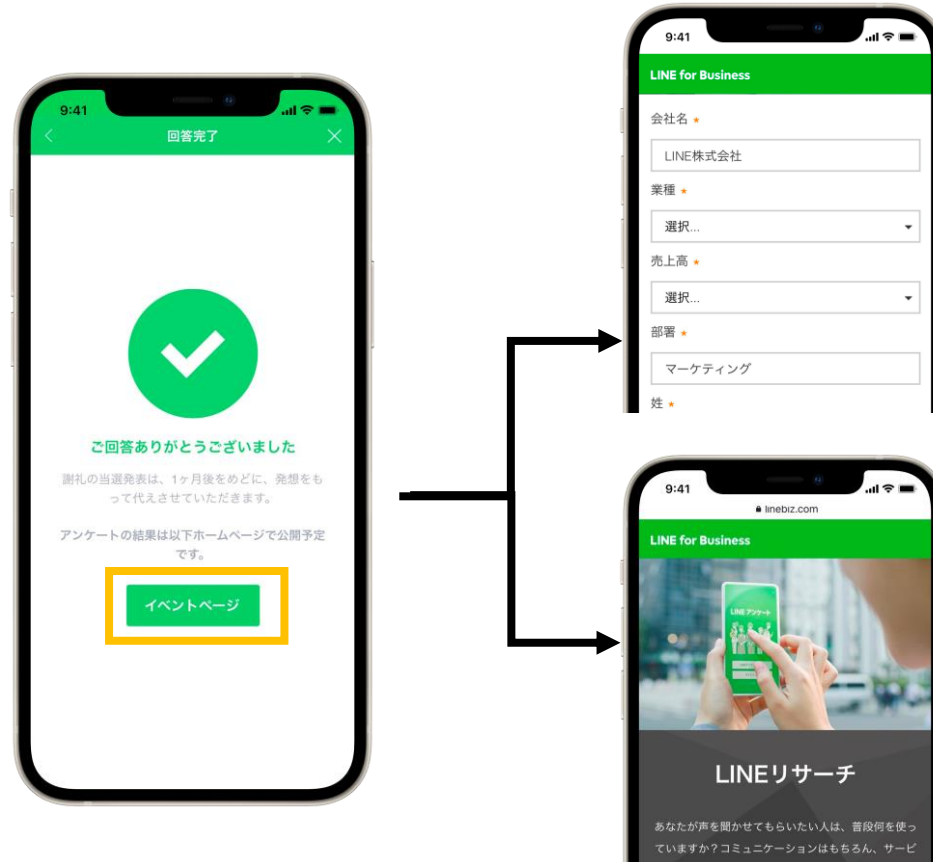 9:41
回答完了
ご回答ありがとうございました
謝礼の当選発表は、1ヶ月後をめどに、発想をも
って代えさせていただきます。
アンケートの結果は以下ホームページで公開予定
です。
イベントページ
9:41
LINE for Business
会社名 ★
LINE株式会社
業種 ★
選択...
売上高 ★
選択...
部署 ★
マーケティング
姓 ★
9:41
linebiz.com
LINE for Business
LINE アンケート
LINEリサーチ
あなたが声を聞かせてもらいたい人は、普段何を使っ
ていますか？コミュニケーションはもちろん、サービ